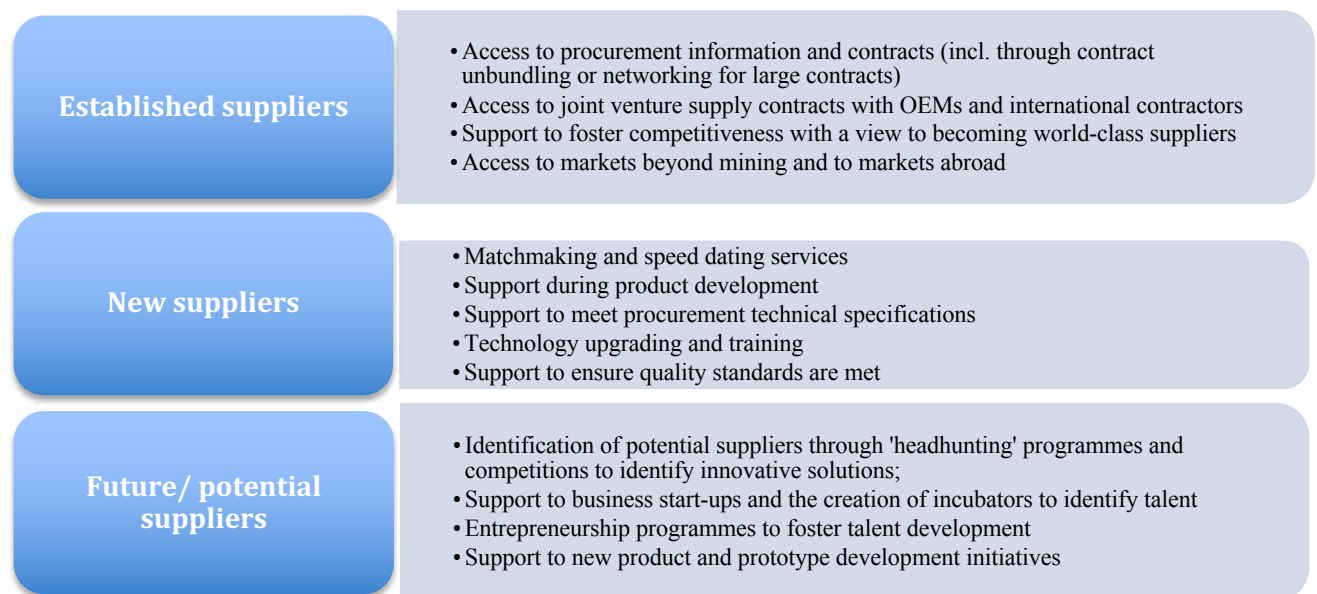 Established suppliers
• Access to procurement information and contracts (incl. through contract
unbundling or networking for large contracts)
• Access to joint venture supply contracts with OEMs and international contractors
• Support to foster competitiveness with a view to becoming world-class suppliers
• Access to markets beyond mining and to markets abroad
New suppliers
• Matchmaking and speed dating services
• Support during product development
• Support to meet procurement technical specifications
• Technology upgrading and training
• Support to ensure quality standards are met
Future/ potential
suppliers
• Identification of potential suppliers through 'headhunting' programmes and
competitions to identify innovative solutions;
• Support to business start-ups and the creation of incubators to identify talent
• Entrepreneurship programmes to foster talent development
• Support to new product and prototype development initiatives